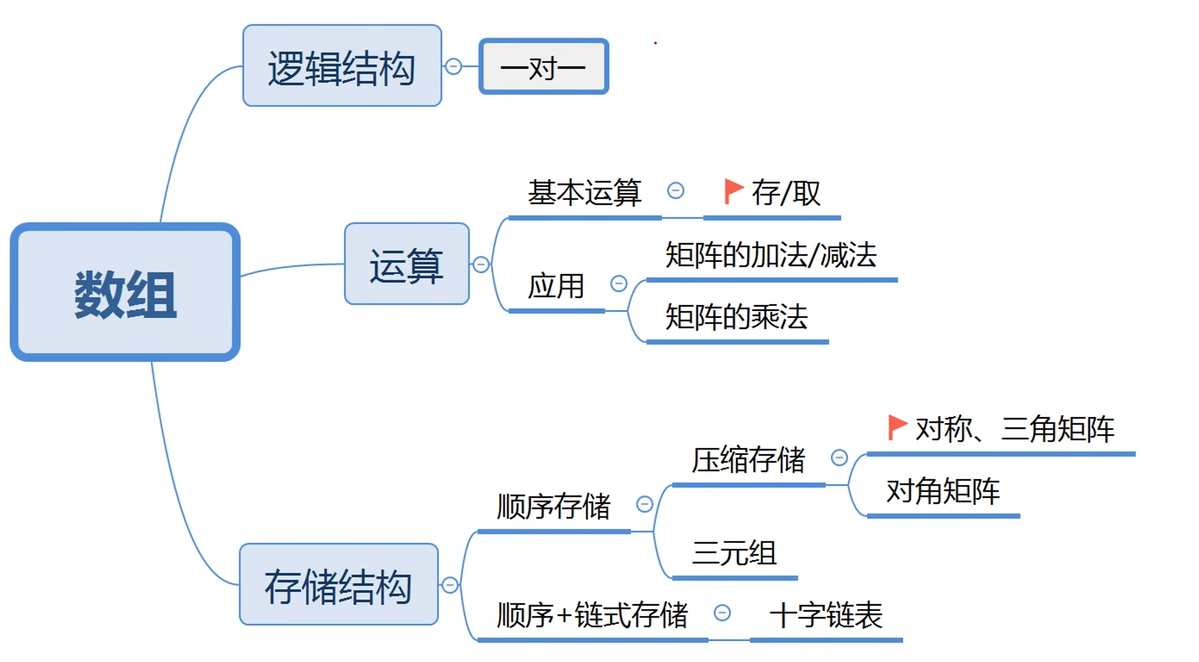 逻辑结构
一对一
基本运算
存/取
矩阵的加法/减法
运算
应用
数组
矩阵的乘法
对称、三角矩阵
压缩存储
对角矩阵
顺序存储
三元组
存储结构
顺序+链式存储
十字链表